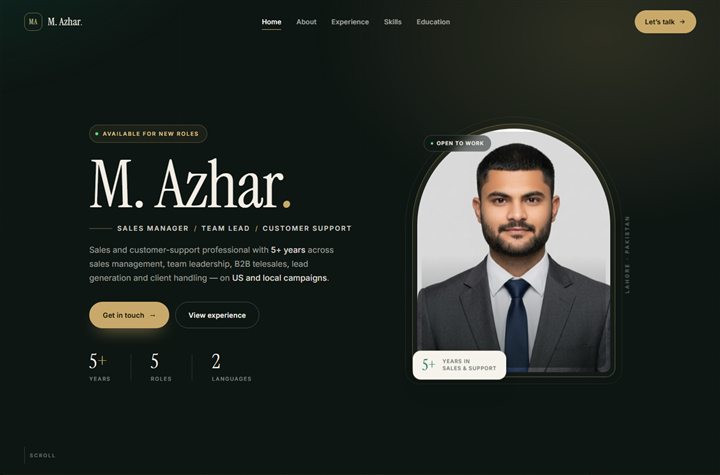 MA M. Azhar. Home About Experience Skills Education Let's talk →
AVAILABLE FOR NEW ROLES
M. Azhar.
SALES MANAGER / TEAM LEAD / CUSTOMER SUPPORT
Sales and customer-support professional with 5+ years across
sales management, team leadership, B2B telesales, lead
generation and client handling — on US and local campaigns.
Get in touch → View experience
5+ 5 2
YEARS ROLES LANGUAGES
OPEN TO WORK
5+ YEARS IN
SALES & SUPPORT
LAHORE · PAKISTAN
SCROLL